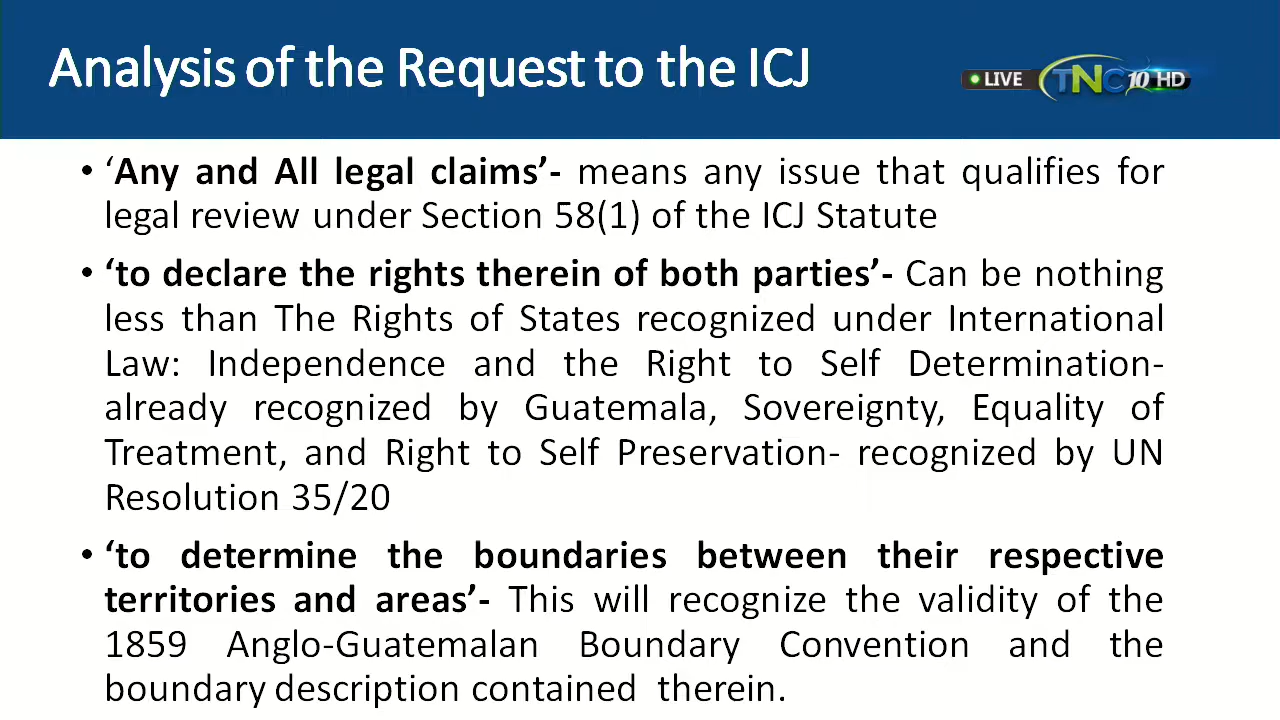 Analysis of the Request to the ICJ
LIVE TNC 10 HD
• ‘Any and All legal claims’- means any issue that qualifies for
legal review under Section 58(1) of the ICJ Statute
• ‘to declare the rights therein of both parties’- Can be nothing
less than The Rights of States recognized under International
Law: Independence and the Right to Self Determination-
already recognized by Guatemala, Sovereignty, Equality of
Treatment, and Right to Self Preservation- recognized by UN
Resolution 35/20
• ‘to determine the boundaries between their respective
territories and areas’- This will recognize the validity of the
1859 Anglo-Guatemalan Boundary Convention and the
boundary description contained therein.